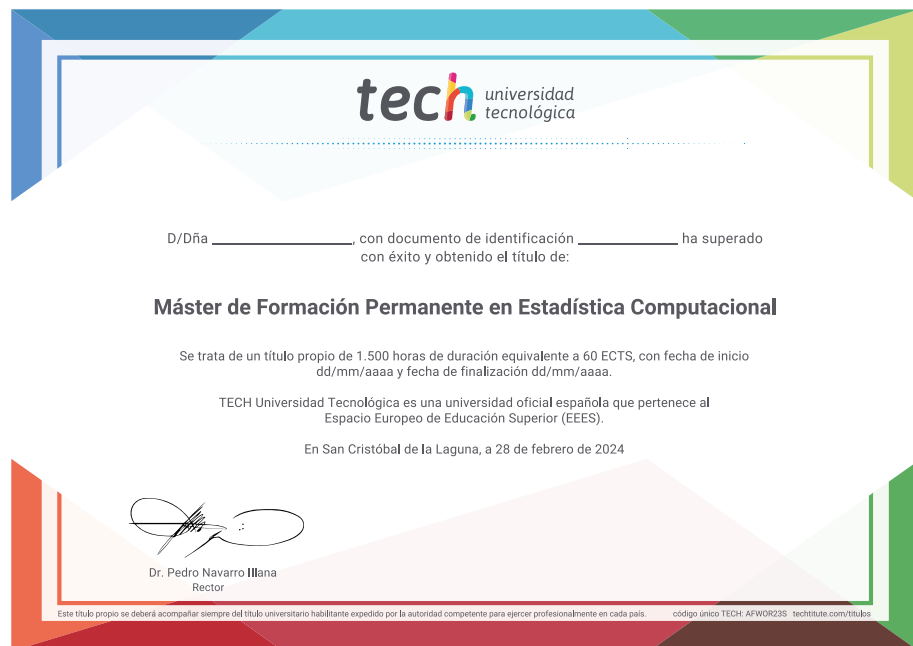 tech universidad
tecnológica
D/Dña ______________, con documento de identificación __________ ha superado
con éxito y obtenido el título de:
Máster de Formación Permanente en Estadística Computacional
Se trata de un título propio de 1.500 horas de duración equivalente a 60 ECTS, con fecha de inicio
dd/mm/aaaa y fecha de finalización dd/mm/aaaa.
TECH Universidad Tecnológica es una universidad oficial española que pertenece al
Espacio Europeo de Educación Superior (EEES).
En San Cristóbal de la Laguna, a 28 de febrero de 2024
Dr. Pedro Navarro Illana
Rector
Este título propio se deberá acompañar siempre del título universitario habilitante expedido por la autoridad competente para ejercer profesionalmente en cada país. código único TECH: AFWOR23S techtitute.com/titulos